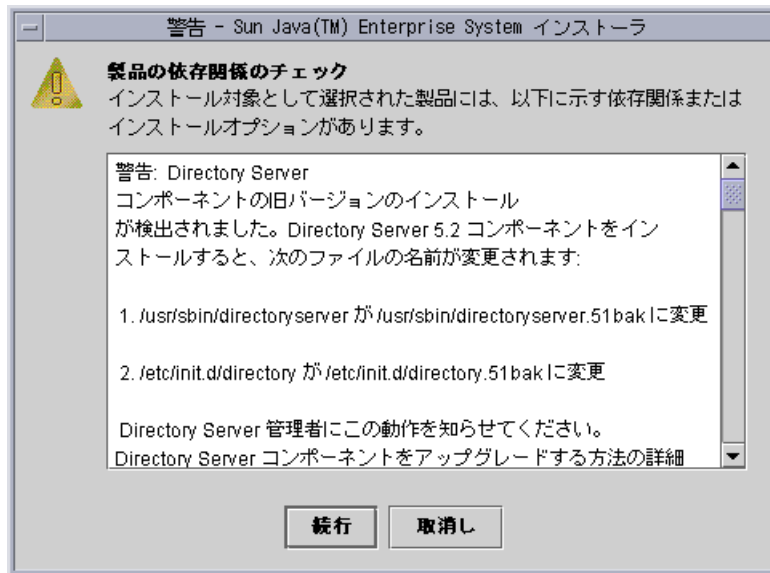 警告 - Sun Java(TM) Enterprise System インストーラ
製品の依存関係のチェック
インストール対象として選択された製品には、以下に示す依存関係または
インストールオプションがあります。
警告: Directory Server
コンポーネントの旧バージョンのインストール
が検出されました。Directory Server 5.2 コンポーネントをイン
ストールすると、次のファイルの名前が変更されます:
1. /usr/sbin/directoryserver が /usr/sbin/directoryserver.51bak に変更
2. /etc/init.d/directory が /etc/init.d/directory.51bak に変更
Directory Server 管理者にこの動作を知らせてください。
Directory Server コンポーネントをアップグレードする方法の詳細
続行
取消し